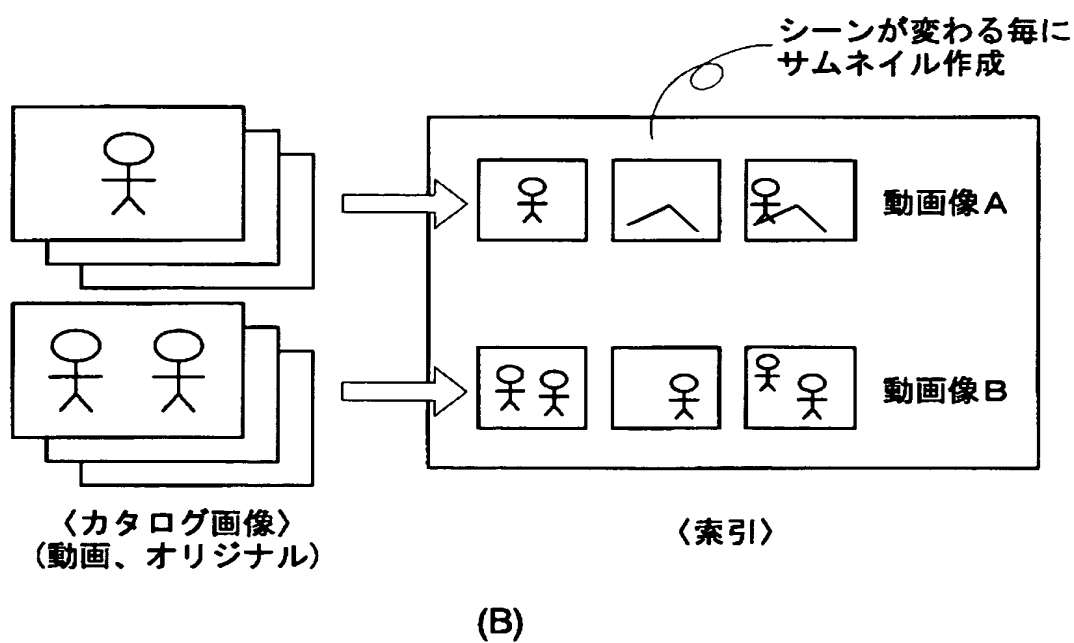 シーンが変わる毎に
サムネイル作成
動画像A
動画像B
〈カタログ画像〉
(動画、オリジナル)
〈索引〉
(B)